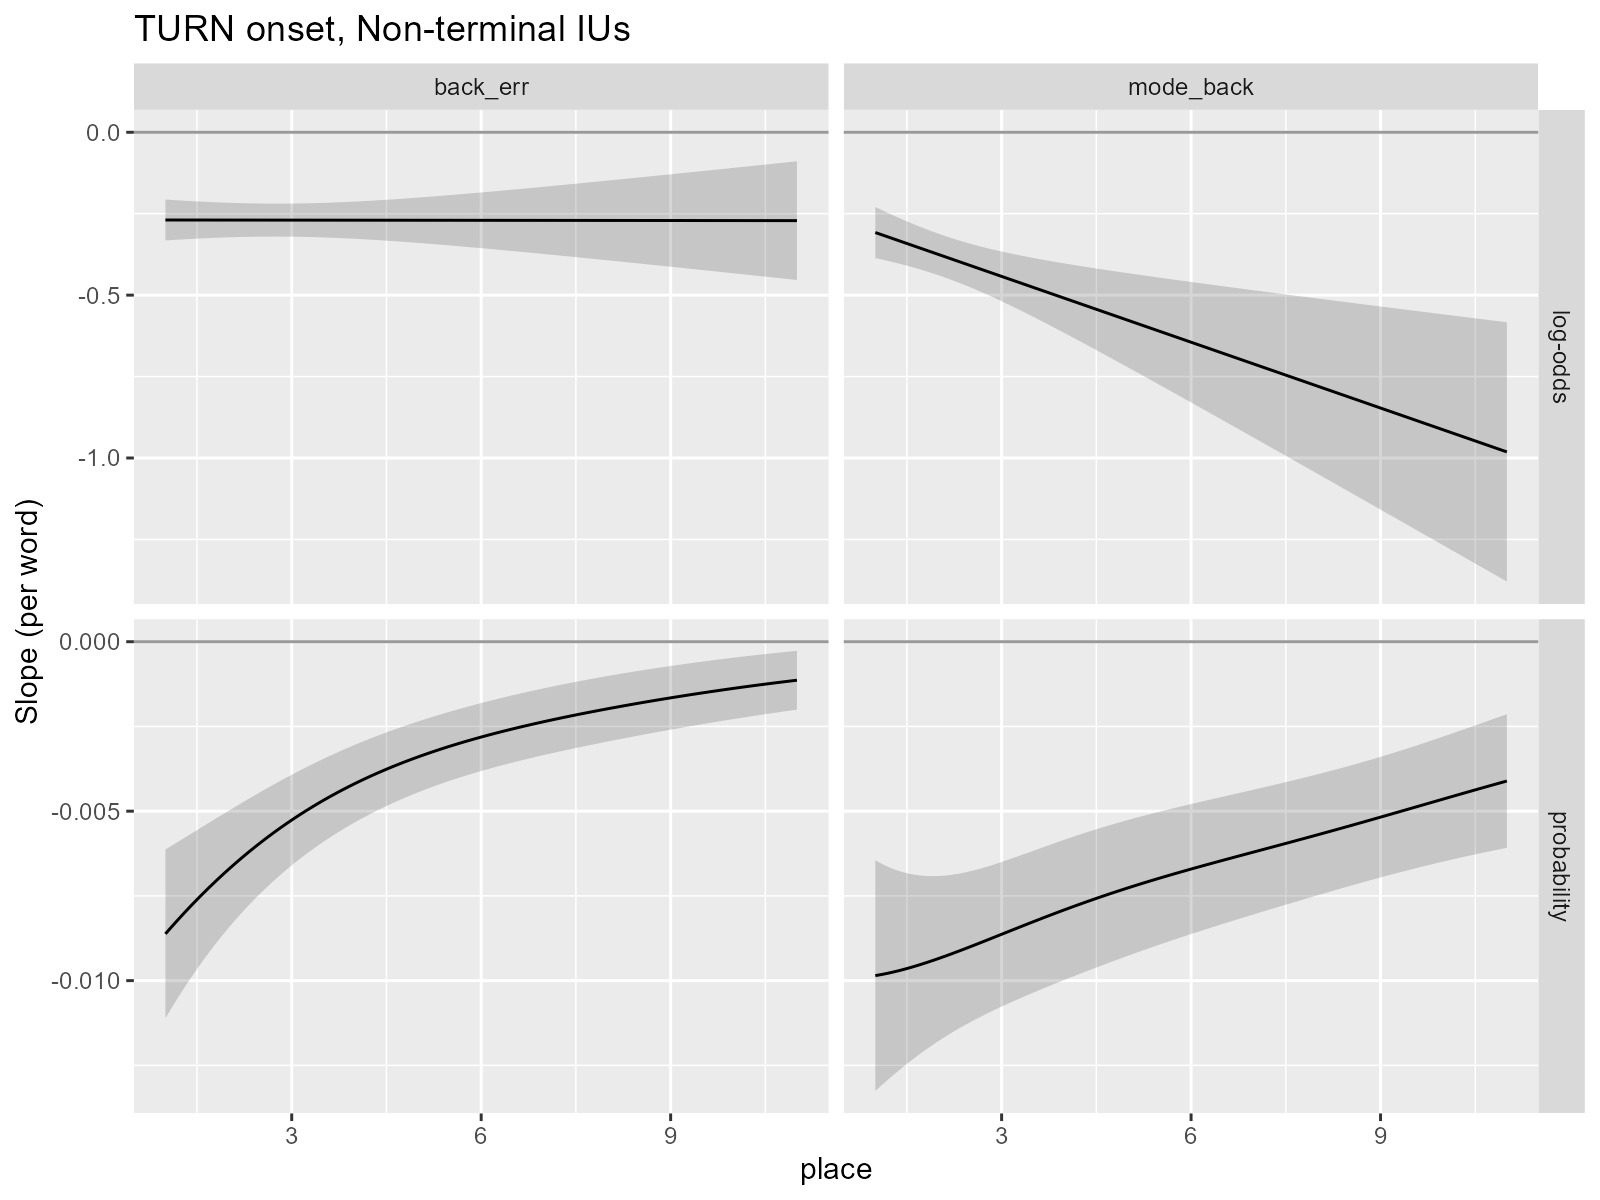 TURN onset, Non-terminal IUs
back_err
mode_back
0.0
-0.5
-1.0
log-odds
Slope (per word)
0.000
-0.005
-0.010
probability
3
6
9
3
6
9
place